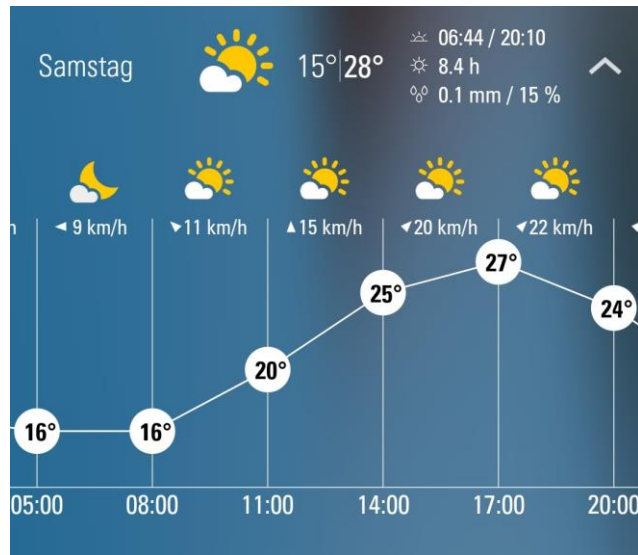 Samstag
15°|28°
06:44 / 20:10
8.4 h
0.1 mm / 15 %
h
9 km/h
11 km/h
15 km/h
20 km/h
22 km/h
16°
16°
20°
25°
27°
24°
05:00
08:00
11:00
14:00
17:00
20:00